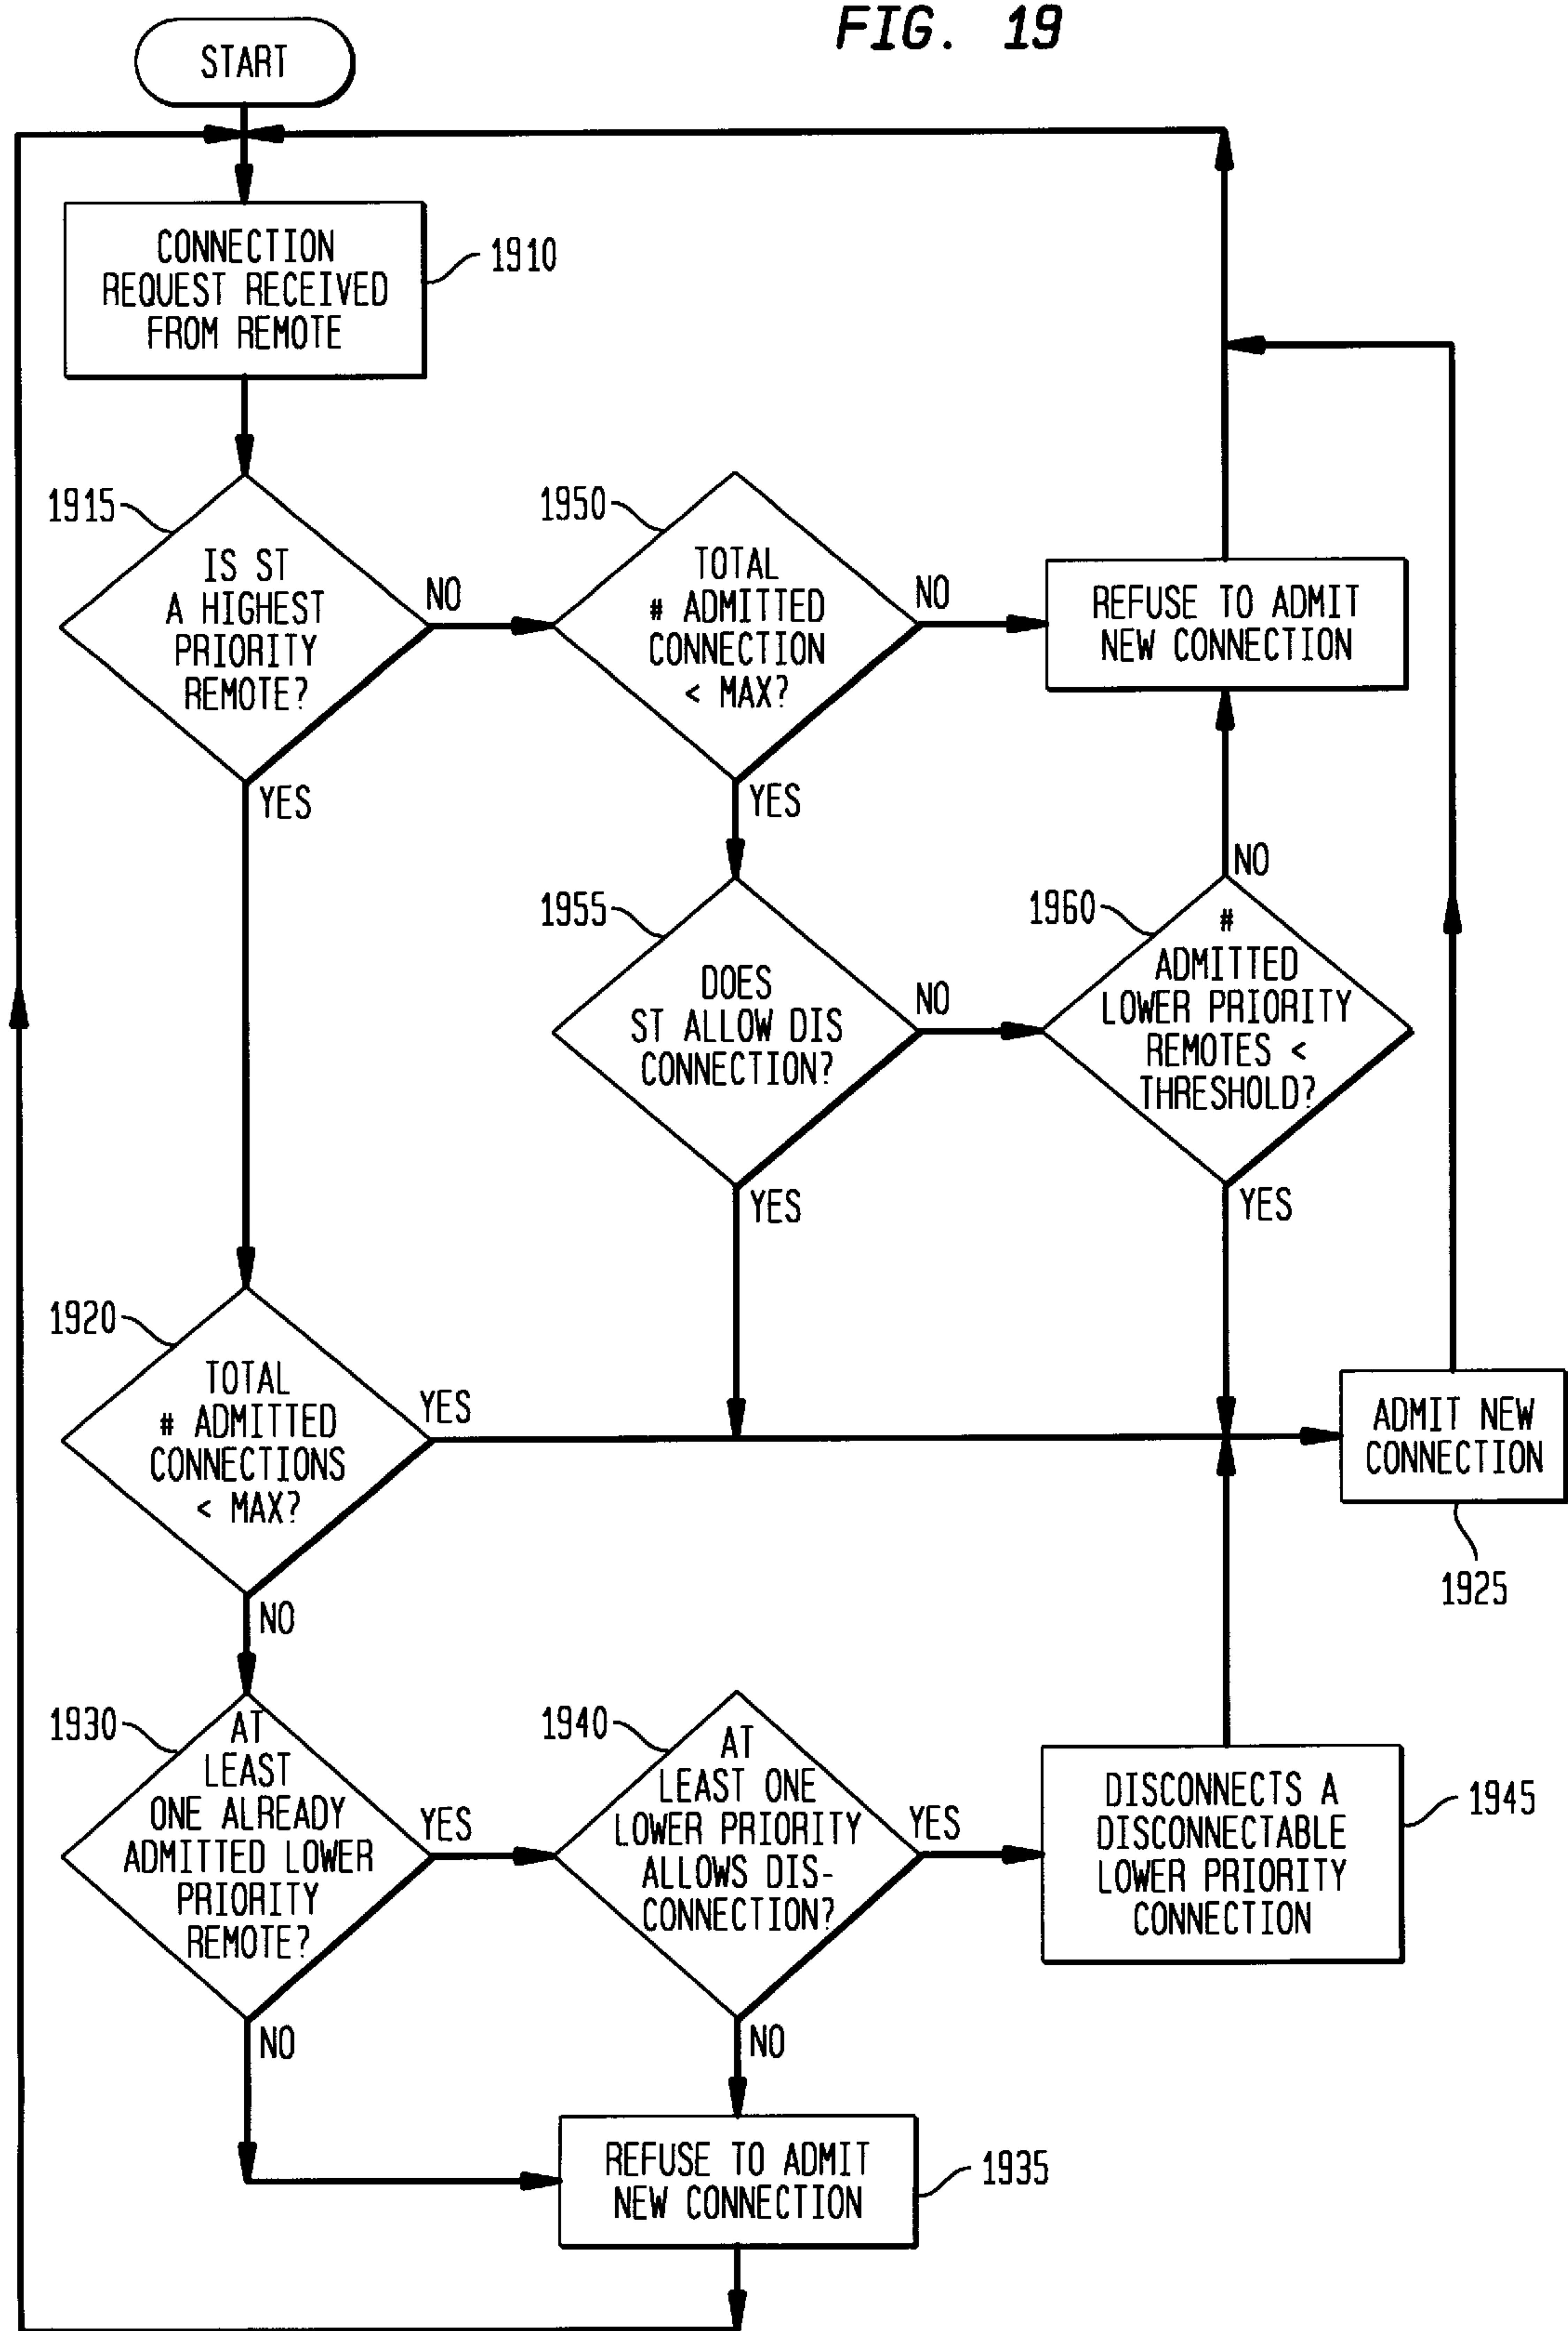 FIG. 19
START
CONNECTION
REQUEST RECEIVED
FROM REMOTE
1910
1915
IS ST
A HIGHEST
PRIORITY
REMOTE?
NO
YES
1950
TOTAL
# ADMITTED
CONNECTION
< MAX?
NO
YES
REFUSE TO ADMIT
NEW CONNECTION
1955
DOES
ST ALLOW DIS
CONNECTION?
NO
YES
1960
#
ADMITTED
LOWER PRIORITY
REMOTES <
THRESHOLD?
NO
YES
1920
TOTAL
# ADMITTED
CONNECTIONS
< MAX?
YES
NO
ADMIT NEW
CONNECTION
1925
1930
AT
LEAST
ONE ALREADY
ADMITTED LOWER
PRIORITY
REMOTE?
YES
NO
1940
AT
LEAST ONE
LOWER PRIORITY
ALLOWS DIS-
CONNECTION?
YES
NO
DISCONNECTS A
DISCONNECTABLE
LOWER PRIORITY
CONNECTION
1945
REFUSE TO ADMIT
NEW CONNECTION
1935